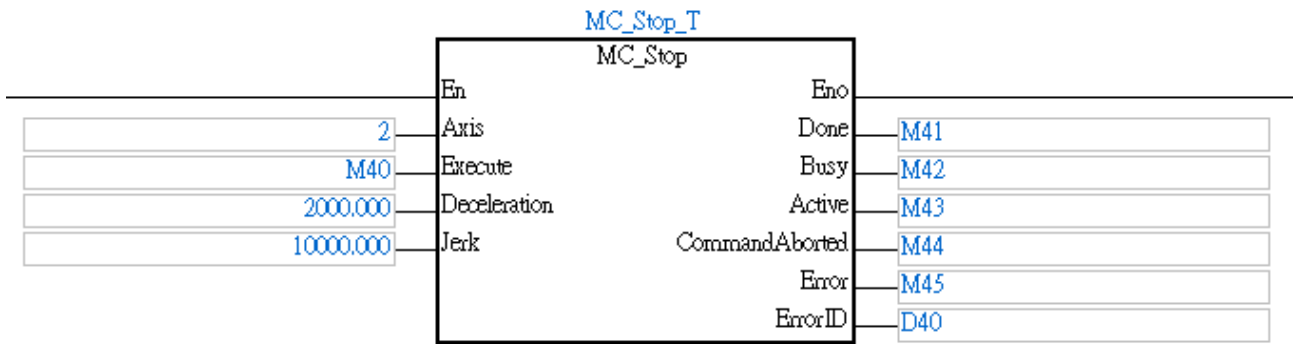 MC_Stop_T
MC_Stop
En Eno
2 Axis Done M41
M40 Execute Busy M42
2000.000 Deceleration Active M43
10000.000 Jerk CommandAborted M44
Error M45
ErrorID D40